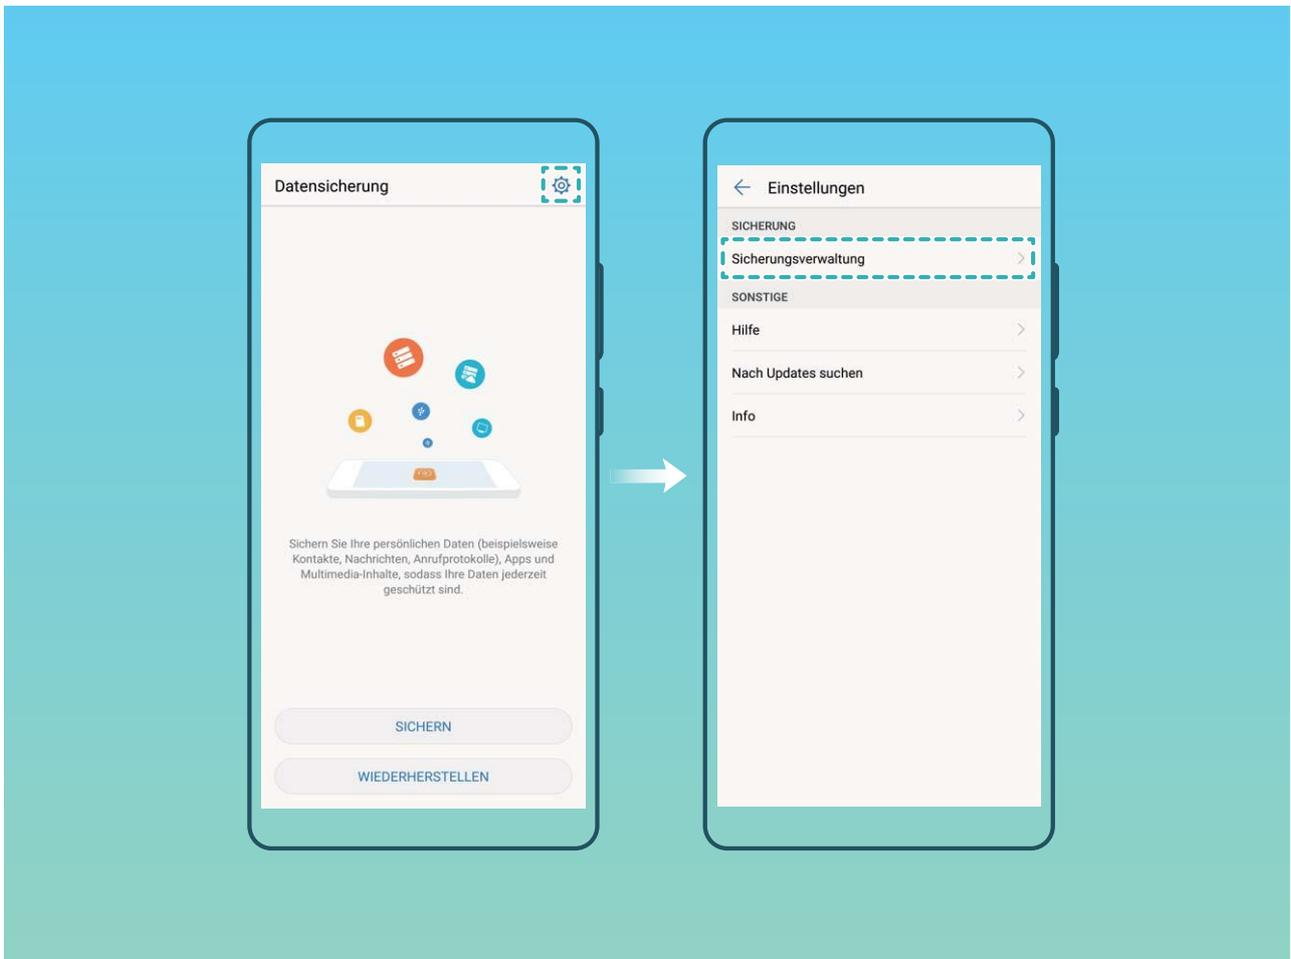 Datensicherung
Sichern Sie Ihre persönlichen Daten (beispielsweise
Kontakte, Nachrichten, Anrufprotokolle), Apps und
Multimedia-Inhalte, sodass Ihre Daten jederzeit
geschützt sind.
SICHERN
WIEDERHERSTELLEN
Einstellungen
SICHERUNG
Sicherungsverwaltung
SONSTIGE
Hilfe
Nach Updates suchen
Info